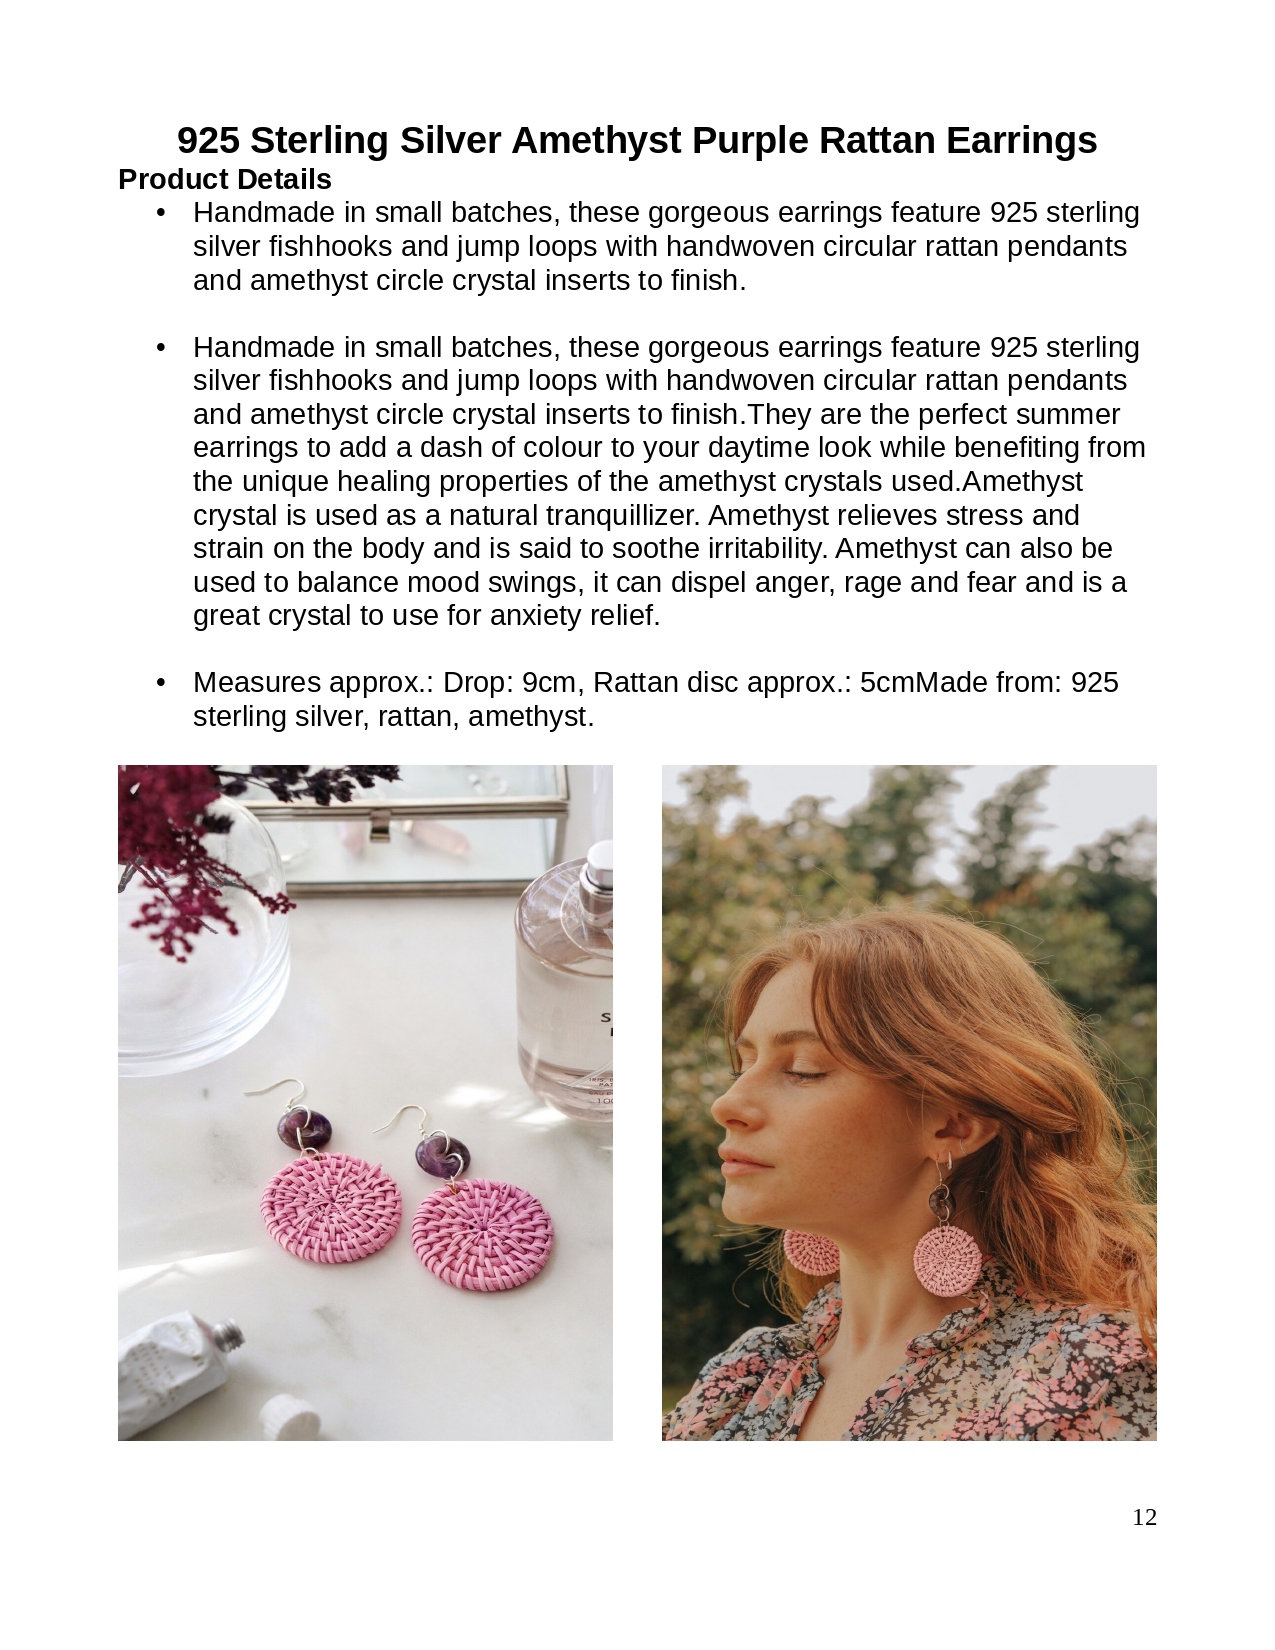 925 Sterling Silver Amethyst Purple Rattan Earrings
Product Details
• Handmade in small batches, these gorgeous earrings feature 925 sterling
silver fishhooks and jump loops with handwoven circular rattan pendants
and amethyst circle crystal inserts to finish.
• Handmade in small batches, these gorgeous earrings feature 925 sterling
silver fishhooks and jump loops with handwoven circular rattan pendants
and amethyst circle crystal inserts to finish.They are the perfect summer
earrings to add a dash of colour to your daytime look while benefiting from
the unique healing properties of the amethyst crystals used.Amethyst
crystal is used as a natural tranquillizer. Amethyst relieves stress and
strain on the body and is said to soothe irritability. Amethyst can also be
used to balance mood swings, it can dispel anger, rage and fear and is a
great crystal to use for anxiety relief.
• Measures approx.: Drop: 9cm, Rattan disc approx.: 5cmMade from: 925
sterling silver, rattan, amethyst.
12